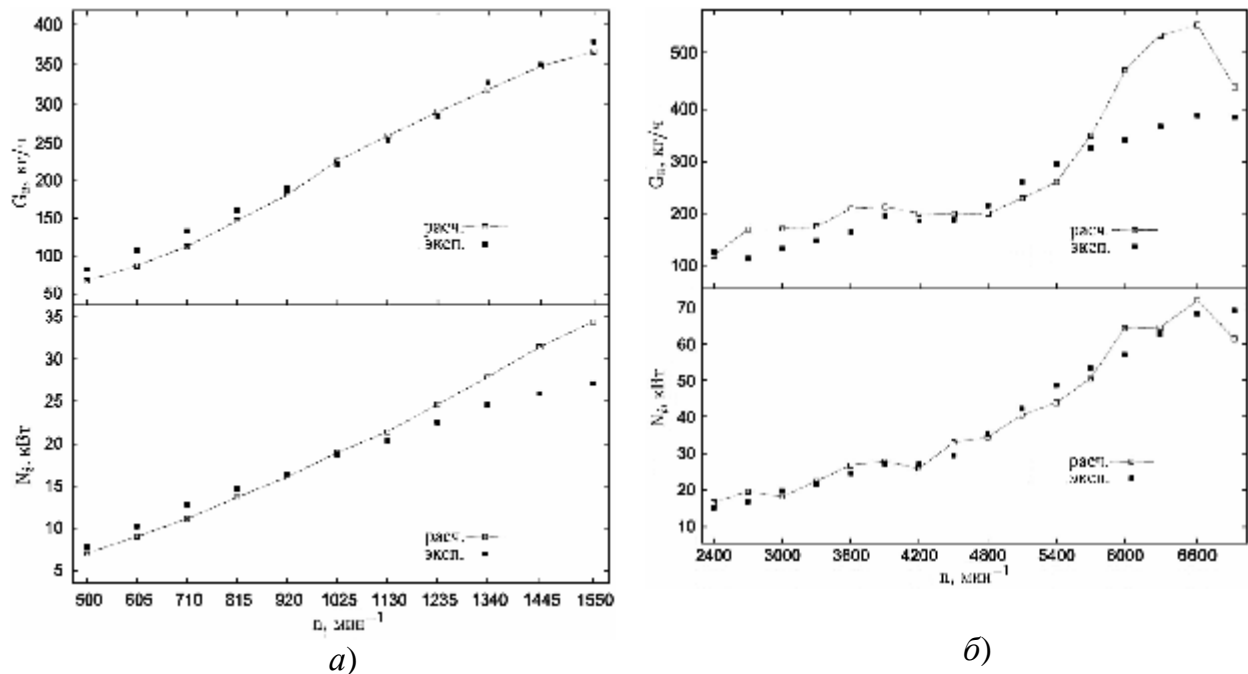 400
350
300
250
200
150
100
50
Gв, кг/ч
расч.
эксп.
35
30
25
20
15
10
5
Ni, кВт
расч.
эксп.
500 605 710 815 920 1025 1130 1235 1340 1445 1550
n, мин⁻¹
а)
500
400
300
200
100
Gв, кг/ч
расч
эксп.
70
60
50
40
30
20
10
Ni, кВт
расч.
эксп.
2400 3000 3800 4200 4800 5400 6000 6600
n, мин⁻¹
б)